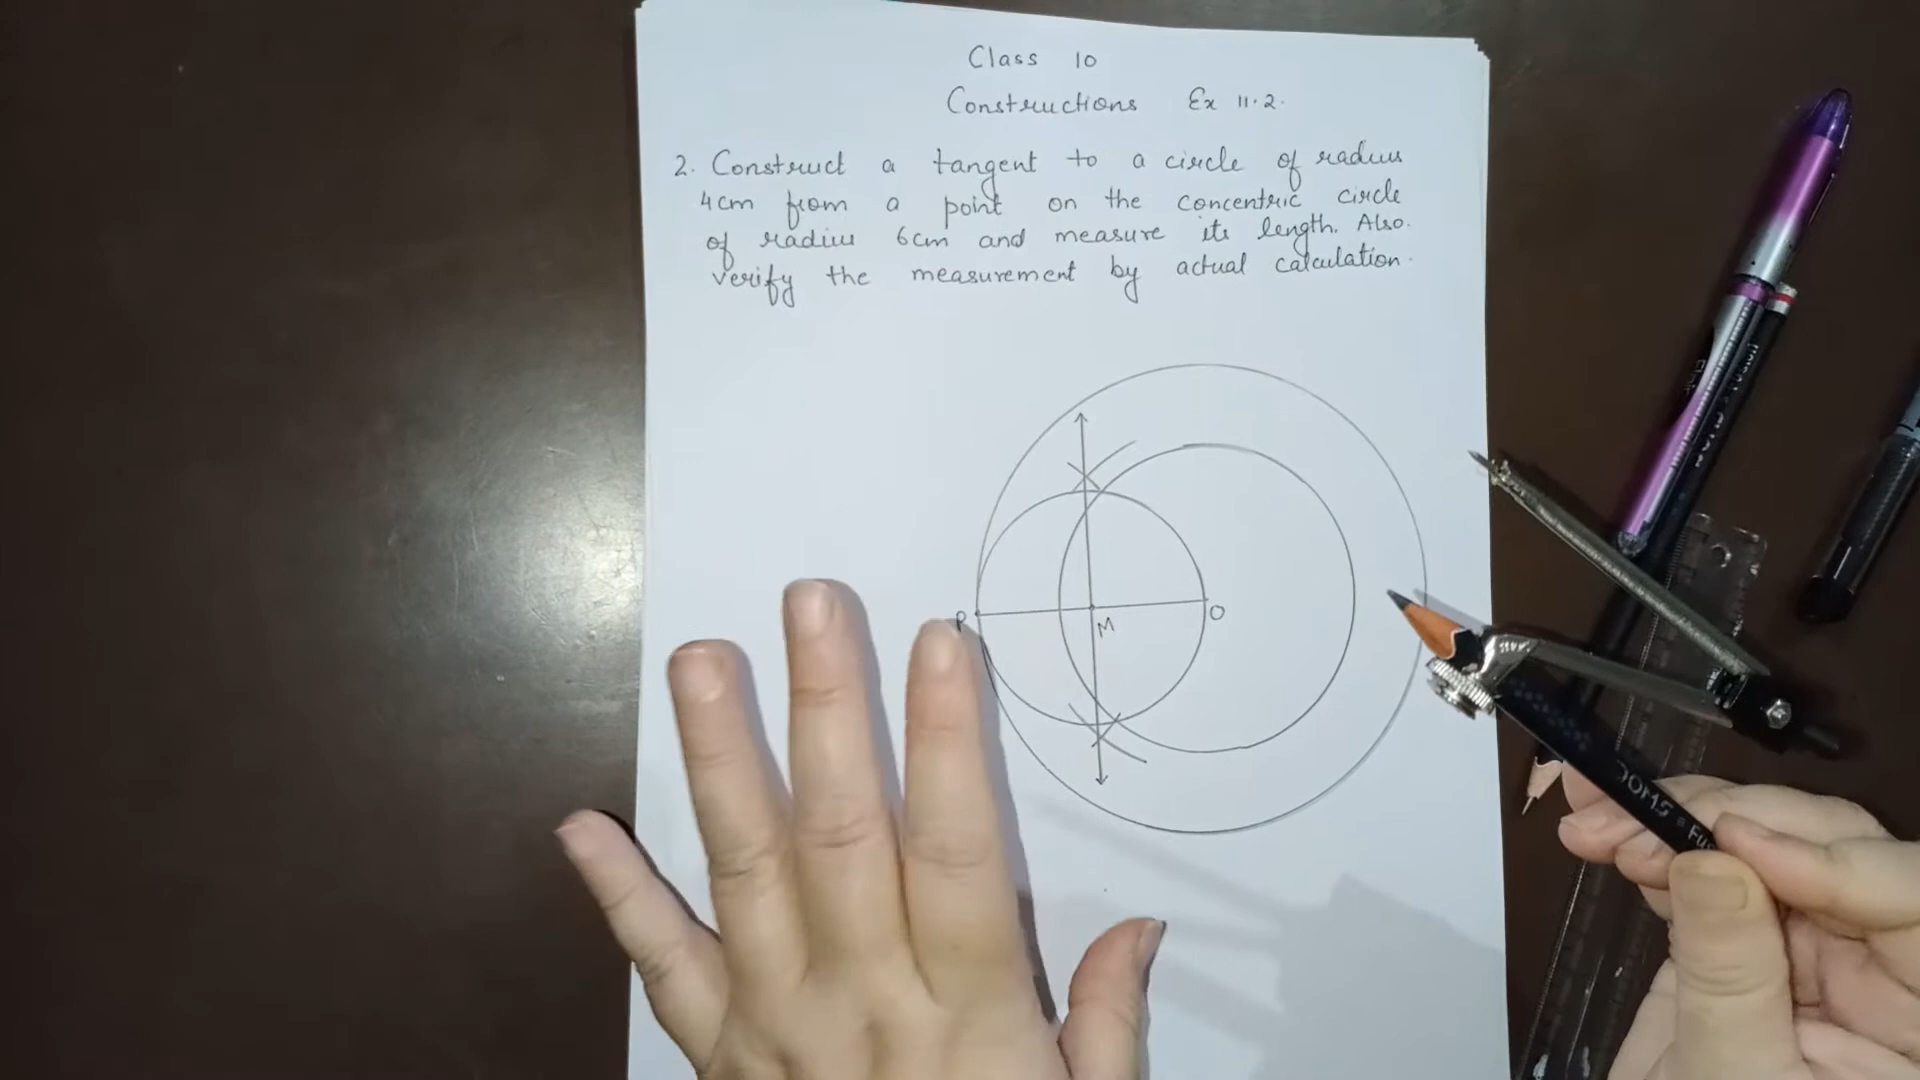 Class 10
Constructions Ex 11.2.
2. Construct a tangent to a circle of radius
4cm from a point on the concentric circle
of radius 6cm and measure its length. Also.
verify the measurement by actual calculation.
P
M
O